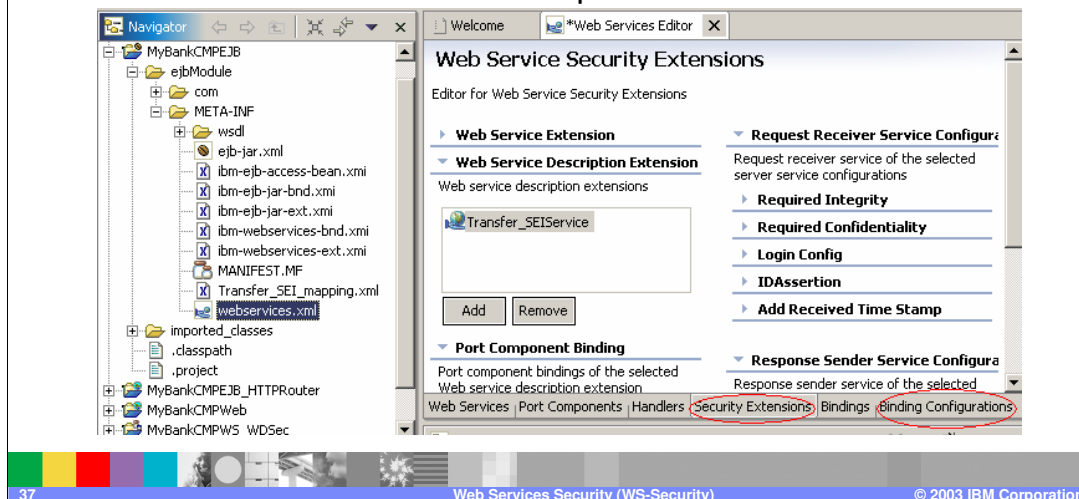 Navigator
MyBankCMPEJB
ejbModule
com
META-INF
wsdl
ejb-jar.xml
ibm-ejb-access-bean.xmi
ibm-ejb-jar-bnd.xmi
ibm-ejb-jar-ext.xmi
ibm-webservices-bnd.xmi
ibm-webservices-ext.xmi
MANIFEST.MF
Transfer_SEI_mapping.xml
webservices.xml
imported_classes
.classpath
.project
MyBankCMPEJB_HTTPRouter
MyBankCMPWeb
MyBankCMPWS_WDSec
Welcome
*Web Services Editor
Web Service Security Extensions
Editor for Web Service Security Extensions
Web Service Extension
Web Service Description Extension
Web service description extensions
Transfer_SEIService
Add Remove
Port Component Binding
Port component bindings of the selected
Web service description extension
Request Receiver Service Configura
Request receiver service of the selected
server service configurations
Required Integrity
Required Confidentiality
Login Config
IDAssertion
Add Received Time Stamp
Response Sender Service Configura
Response sender service of the selected
Web Services Port Components Handlers Security Extensions Bindings Binding Configurations
37 Web Services Security (WS-Security) © 2003 IBM Corporation